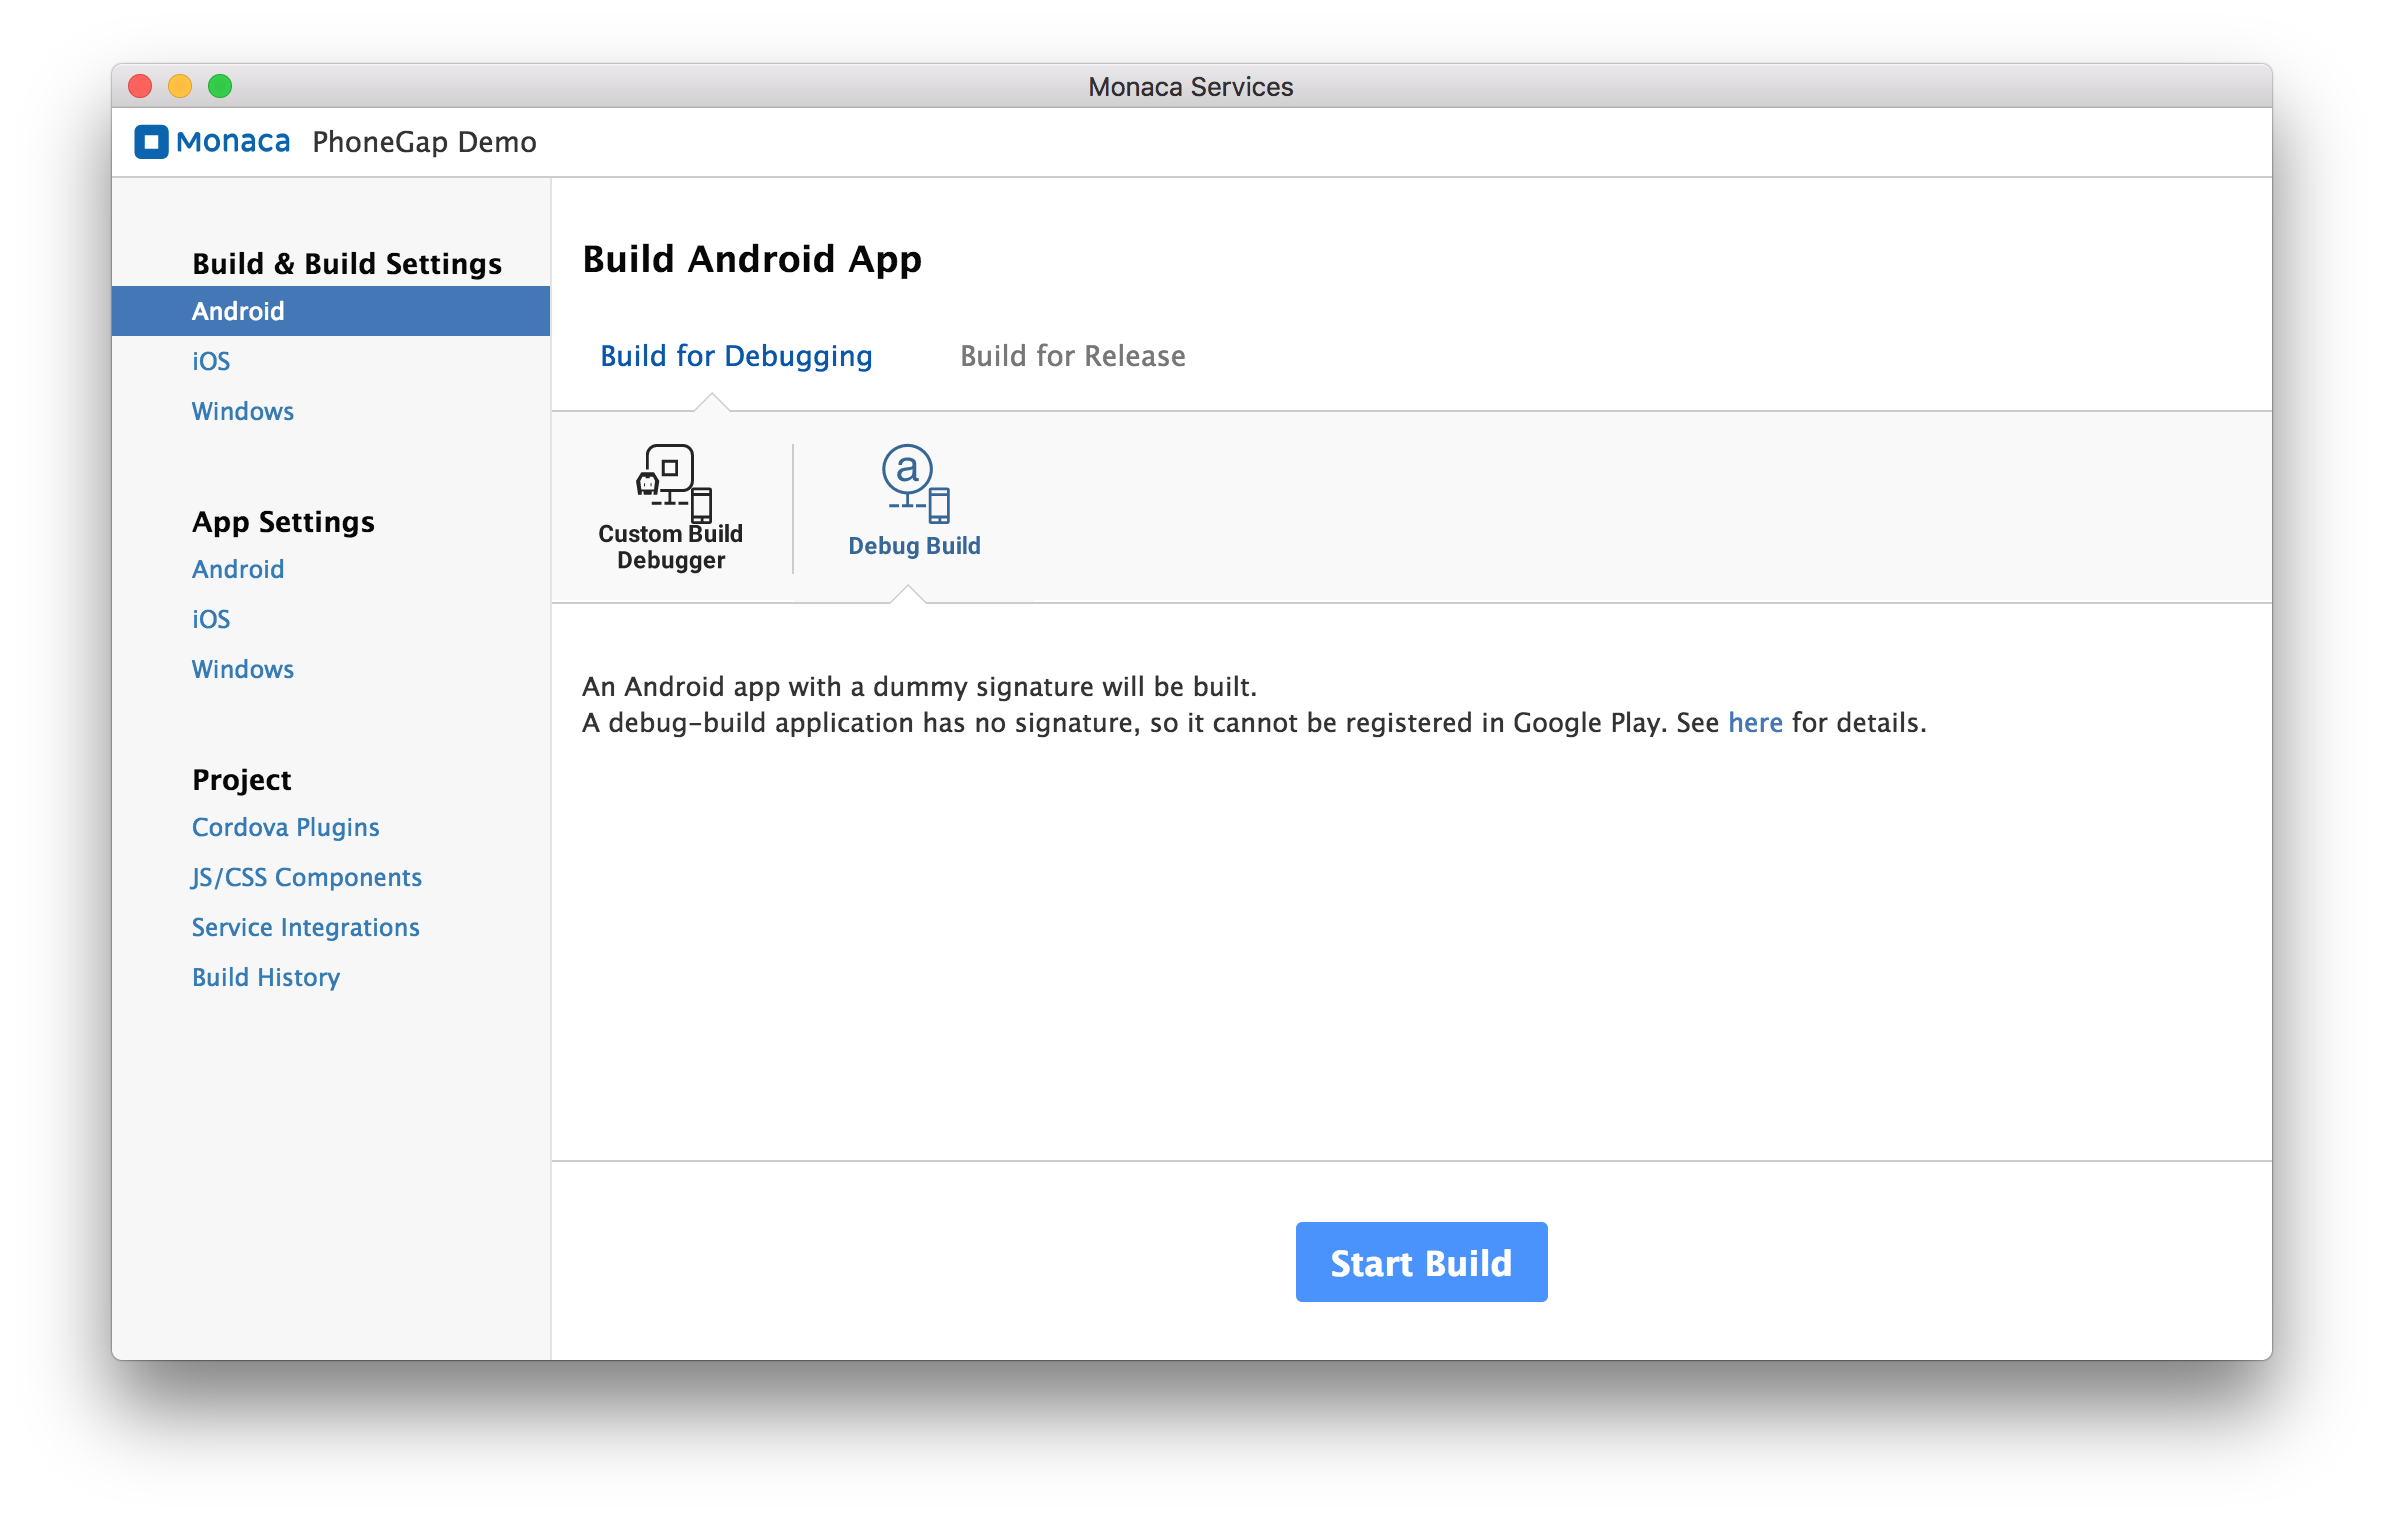 Monaca Services
Monaca PhoneGap Demo
Build & Build Settings
Android
iOS
Windows
App Settings
Android
iOS
Windows
Project
Cordova Plugins
JS/CSS Components
Service Integrations
Build History
Build Android App
Build for Debugging Build for Release
Custom Build
Debugger
a
Debug Build
An Android app with a dummy signature will be built.
A debug-build application has no signature, so it cannot be registered in Google Play. See here for details.
Start Build